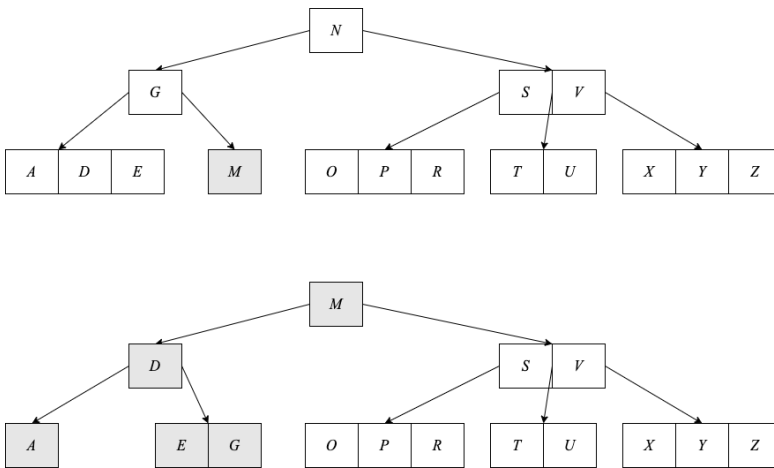 N
G S V
A D E M O P R T U X Y Z
M
D S V
A E G O P R T U X Y Z